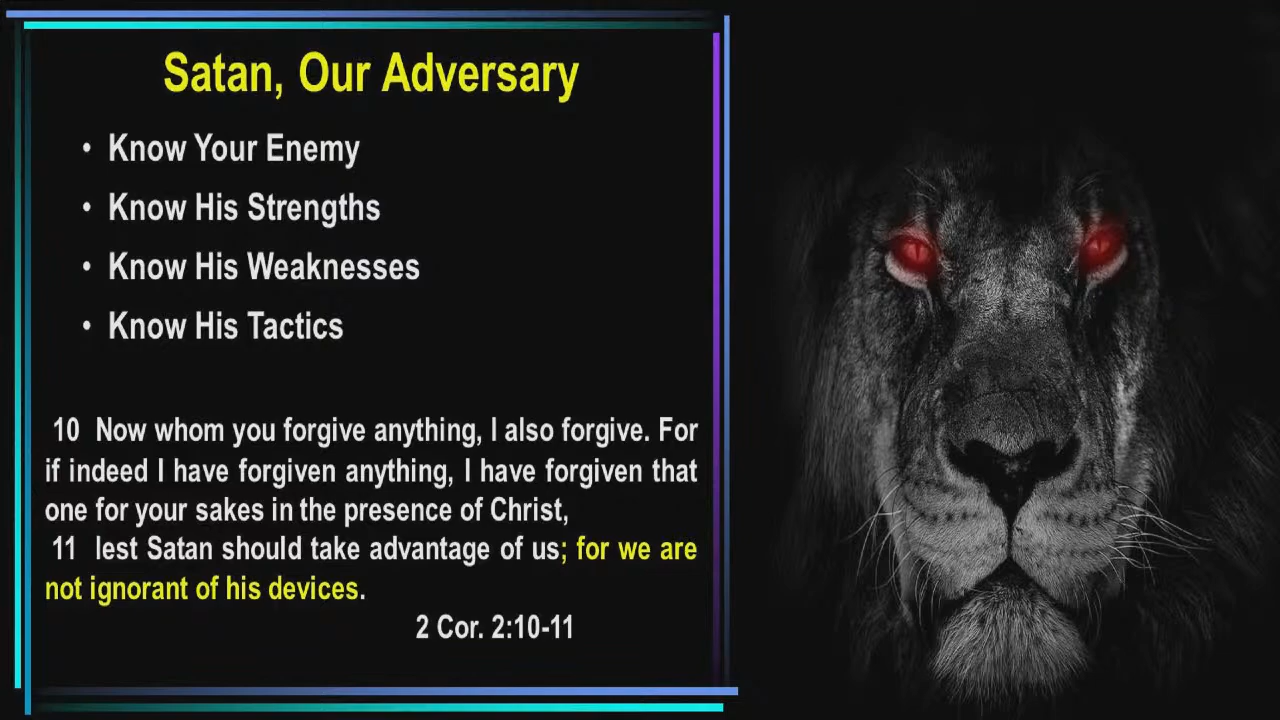 Satan, Our Adversary
• Know Your Enemy
• Know His Strengths
• Know His Weaknesses
• Know His Tactics
10 Now whom you forgive anything, I also forgive. For
if indeed I have forgiven anything, I have forgiven that
one for your sakes in the presence of Christ,
11 lest Satan should take advantage of us; for we are
not ignorant of his devices.
2 Cor. 2:10-11